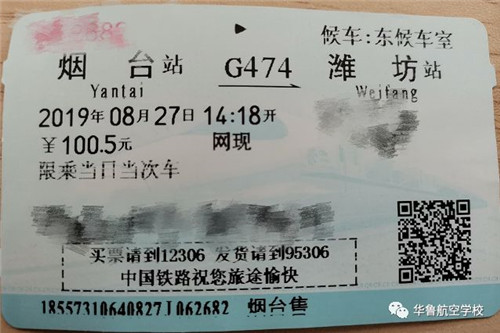 候车:东候车室
烟台站 G474 潍坊站
Yantai Weifang
2019年08月27日 14:18开
¥100.5元 网现
限乘当日当次车
买票请到12306 发货请到95306
中国铁路祝您旅途愉快
18557310640827J062682 烟台售
华鲁航空学校